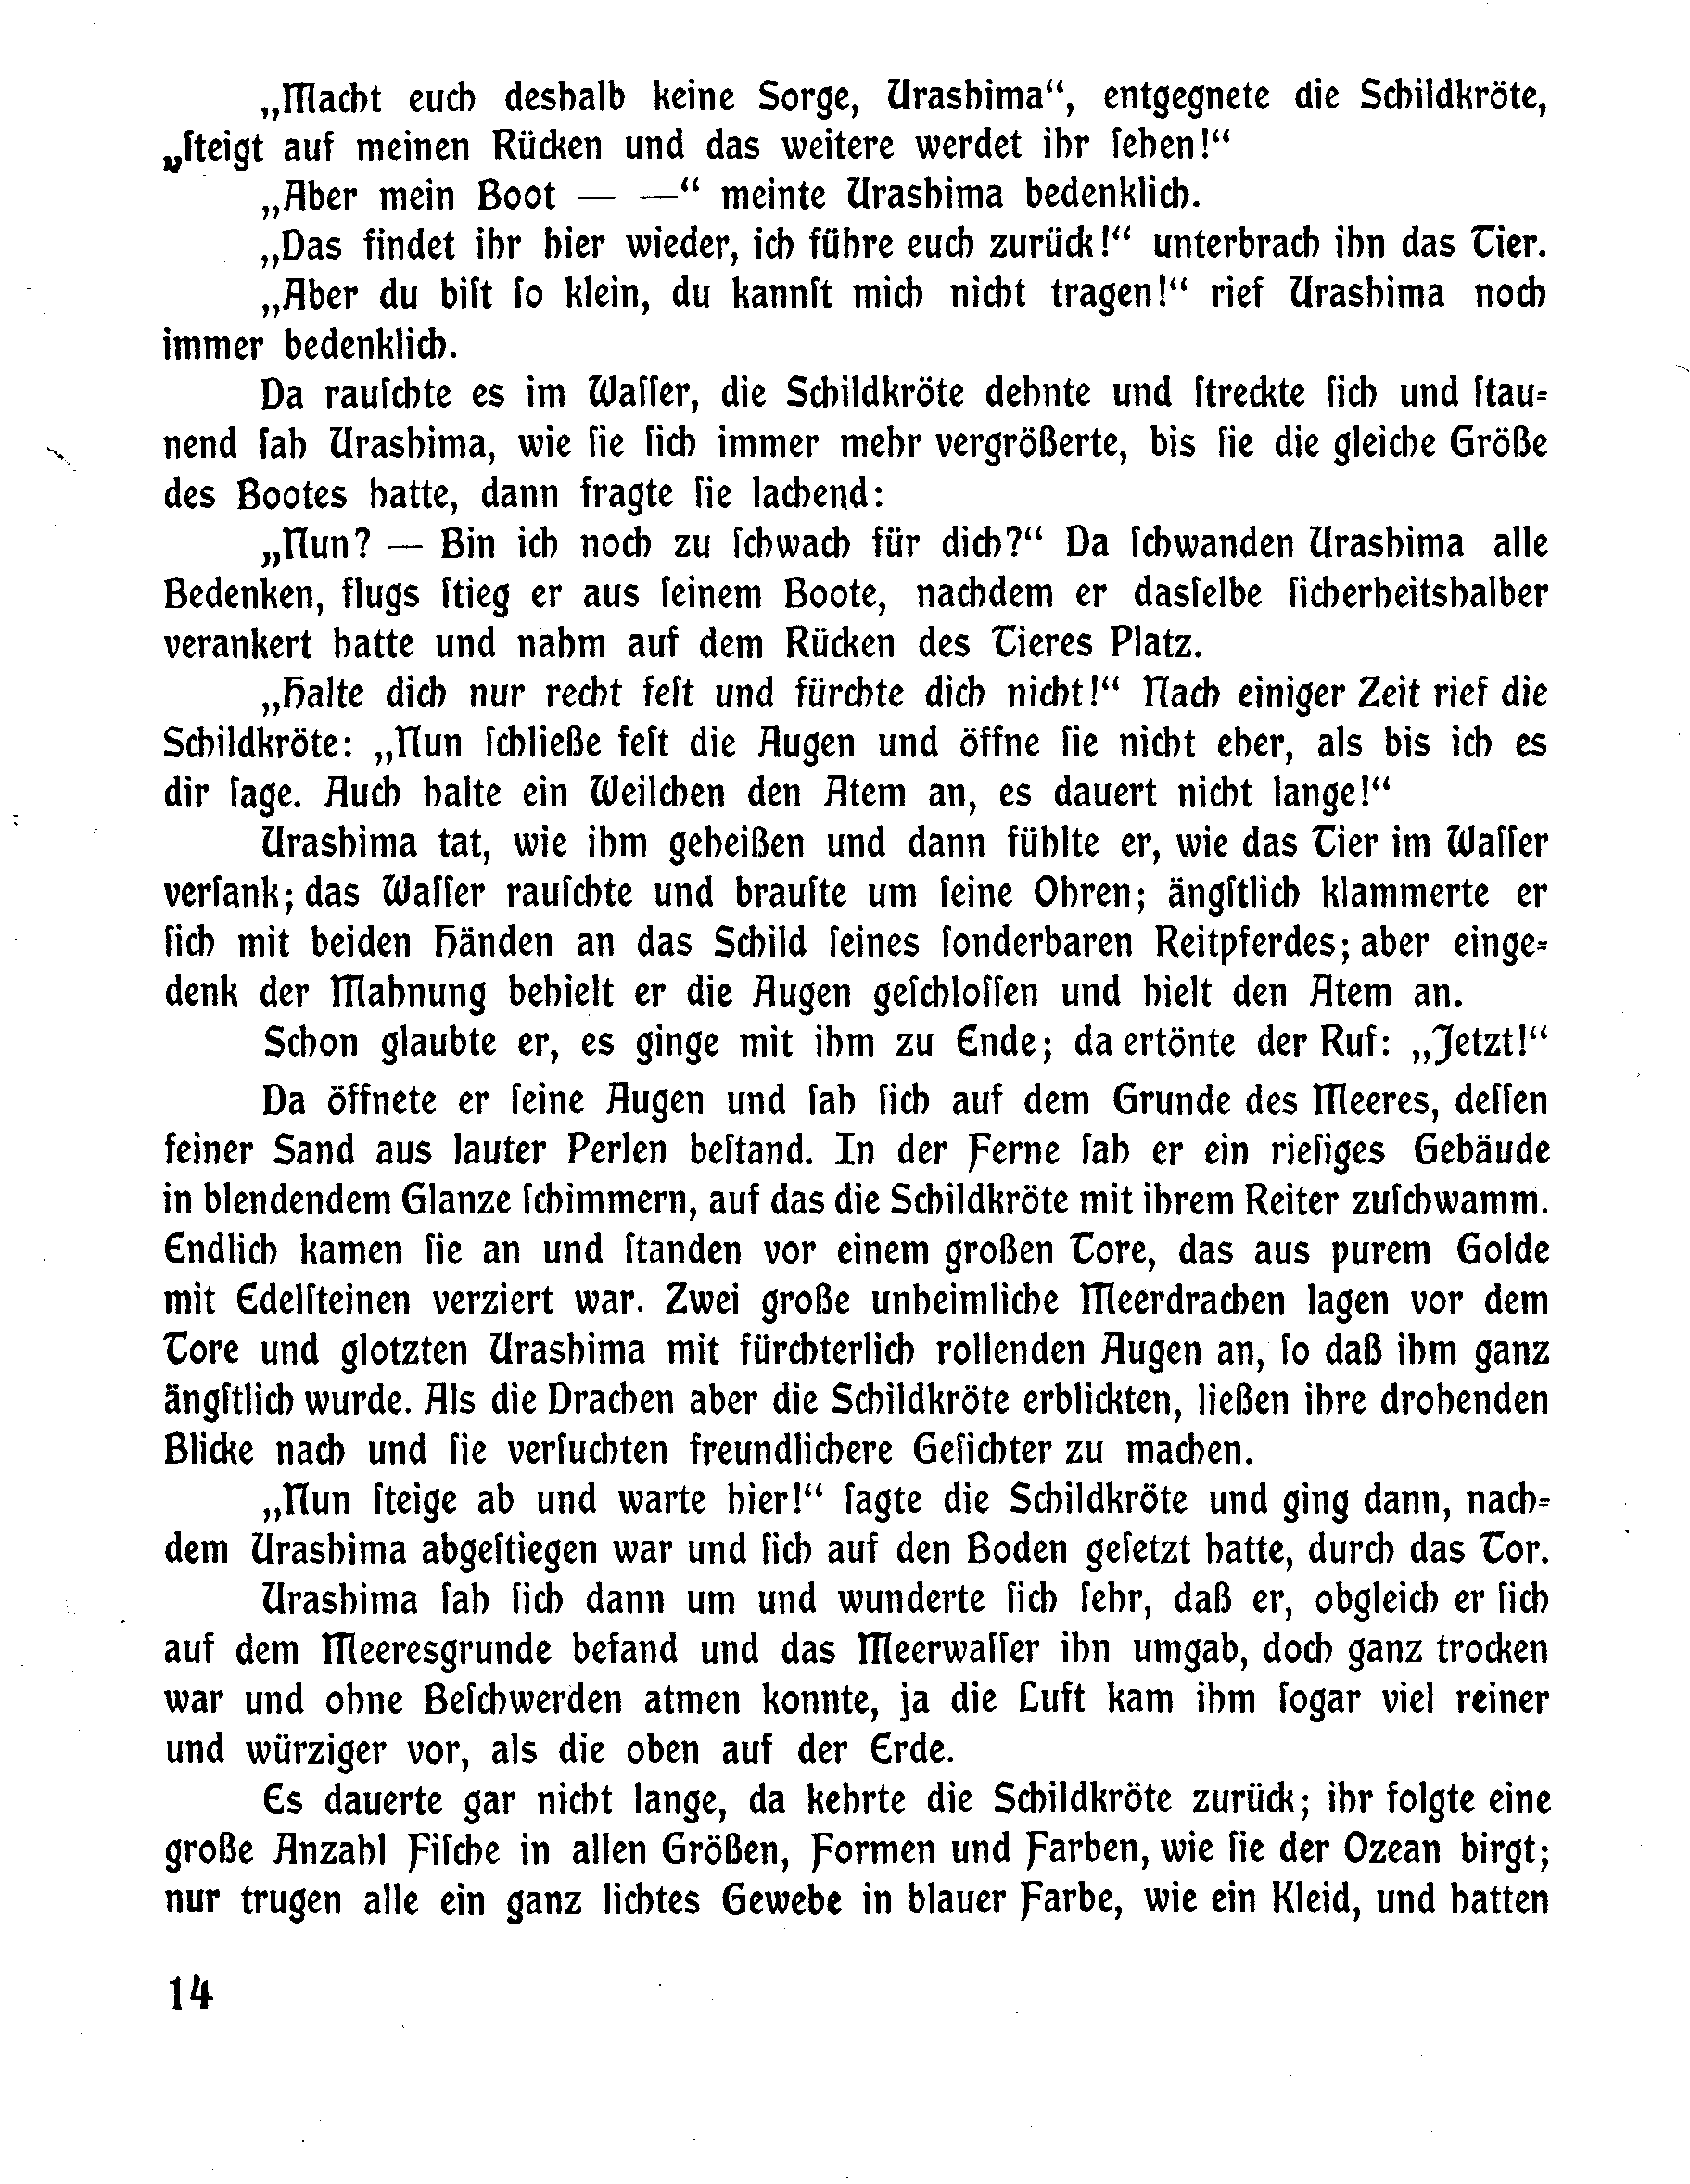 „Macht euch deshalb keine Sorge, Urashima“, entgegnete die Schildkröte,
„ſteigt auf meinen Rücken und das weitere werdet ihr ſehen!“
„Aber mein Boot — —“ meinte Urashima bedenklich.
„Das findet ihr hier wieder, ich führe euch zurück!“ unterbrach ihn das Tier.
„Aber du biſt ſo klein, du kannſt mich nicht tragen!“ rief Urashima noch
immer bedenklich.
Da rauſchte es im Waſſer, die Schildkröte dehnte und ſtreckte ſich und ſtau⸗
nend ſah Urashima, wie ſie ſich immer mehr vergrößerte, bis ſie die gleiche Größe
des Bootes hatte, dann fragte ſie lachend:
„Nun? — Bin ich noch zu ſchwach für dich?“ Da ſchwanden Urashima alle
Bedenken, flugs ſtieg er aus ſeinem Boote, nachdem er dasſelbe ſicherheitshalber
verankert hatte und nahm auf dem Rücken des Tieres Platz.
„Halte dich nur recht feſt und fürchte dich nicht!“ Nach einiger Zeit rief die
Schildkröte: „Nun ſchließe feſt die Augen und öffne ſie nicht eher, als bis ich es
dir ſage. Auch halte ein Weilchen den Atem an, es dauert nicht lange!“
Urashima tat, wie ihm geheißen und dann fühlte er, wie das Tier im Waſſer
verſank; das Waſſer rauſchte und brauſte um ſeine Ohren; ängſtlich klammerte er
ſich mit beiden Händen an das Schild ſeines ſonderbaren Reitpferdes; aber einge⸗
denk der Mahnung behielt er die Augen geſchloſſen und hielt den Atem an.
Schon glaubte er, es ginge mit ihm zu Ende; da ertönte der Ruf: „Jetzt!“
Da öffnete er ſeine Augen und ſah ſich auf dem Grunde des Meeres, deſſen
feiner Sand aus lauter Perlen beſtand. In der Ferne ſah er ein rieſiges Gebäude
in blendendem Glanze ſchimmern, auf das die Schildkröte mit ihrem Reiter zuſchwamm.
Endlich kamen ſie an und ſtanden vor einem großen Tore, das aus purem Golde
mit Edelſteinen verziert war. Zwei große unheimliche Meerdrachen lagen vor dem
Tore und glotzten Urashima mit fürchterlich rollenden Augen an, ſo daß ihm ganz
ängſtlich wurde. Als die Drachen aber die Schildkröte erblickten, ließen ihre drohenden
Blicke nach und ſie verſuchten freundlichere Geſichter zu machen.
„Nun ſteige ab und warte hier!“ ſagte die Schildkröte und ging dann, nach⸗
dem Urashima abgeſtiegen war und ſich auf den Boden geſetzt hatte, durch das Tor.
Urashima ſah ſich dann um und wunderte ſich ſehr, daß er, obgleich er ſich
auf dem Meeresgrunde befand und das Meerwaſſer ihn umgab, doch ganz trocken
war und ohne Beſchwerden atmen konnte, ja die Luft kam ihm ſogar viel reiner
und würziger vor, als die oben auf der Erde.
Es dauerte gar nicht lange, da kehrte die Schildkröte zurück; ihr folgte eine
große Anzahl Fiſche in allen Größen, Formen und Farben, wie ſie der Ozean birgt;
nur trugen alle ein ganz lichtes Gewebe in blauer Farbe, wie ein Kleid, und hatten
14